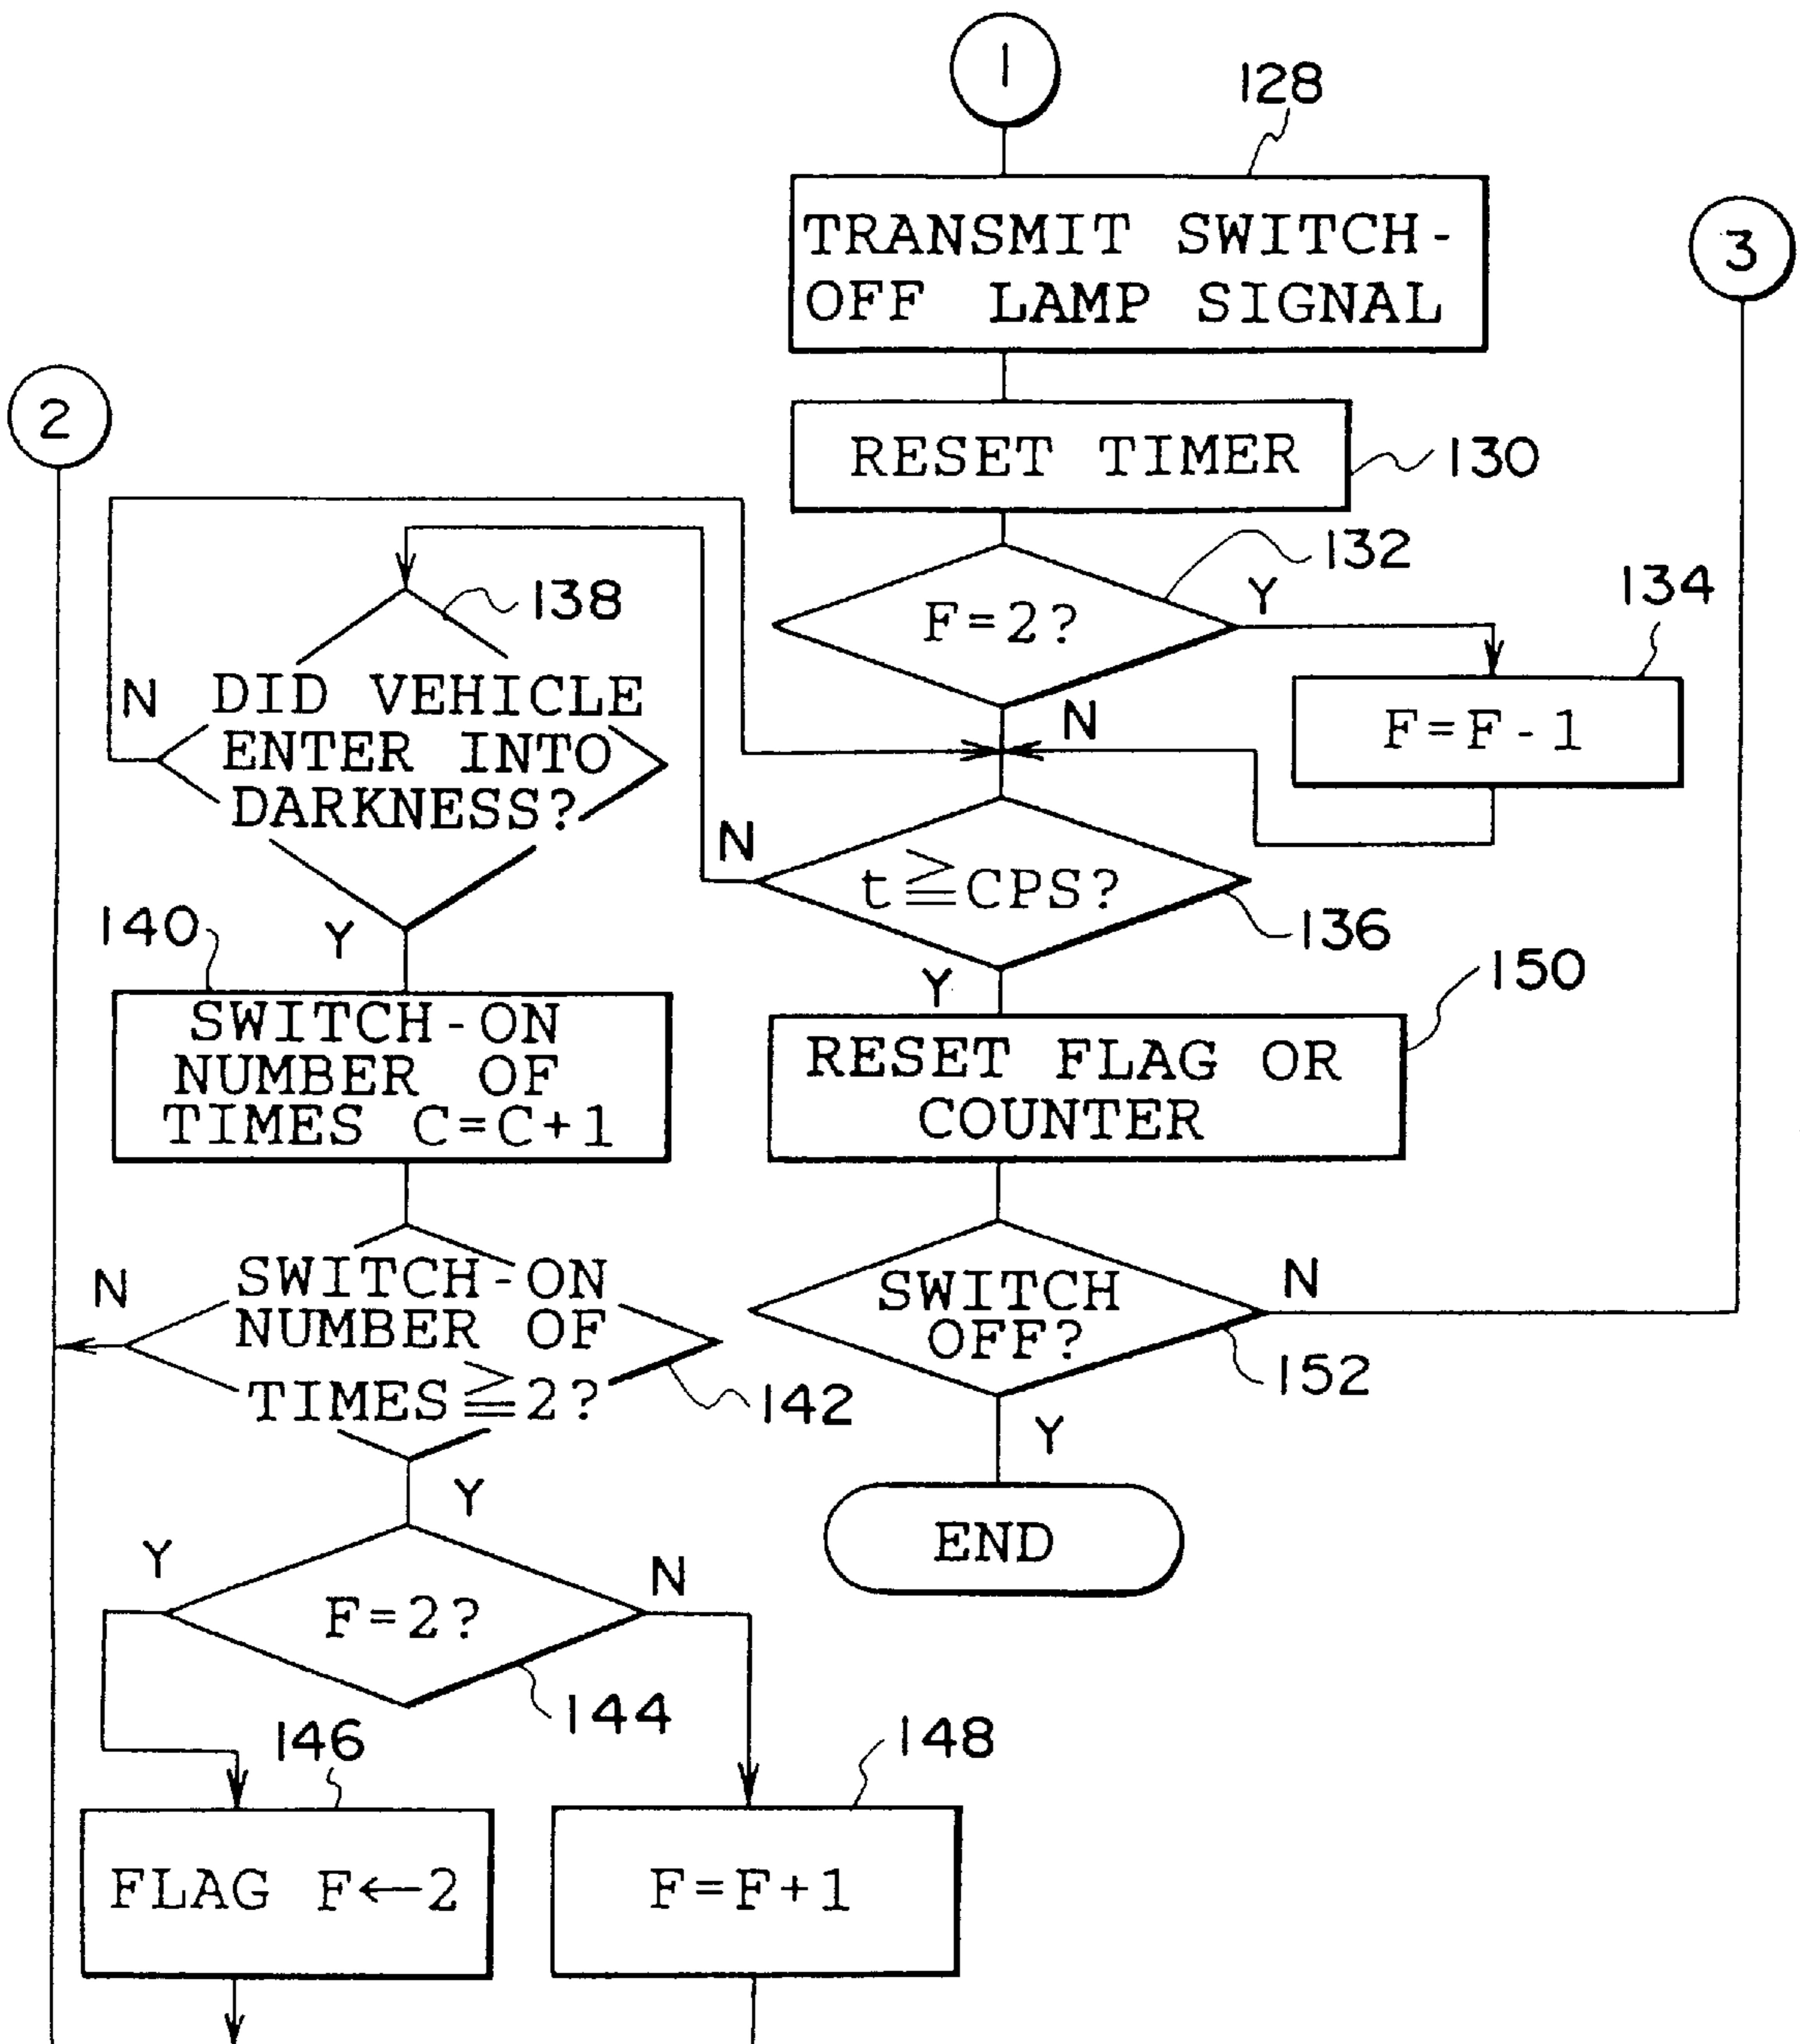 1
128
TRANSMIT SWITCH-
OFF LAMP SIGNAL
3
2
RESET TIMER
130
132
F=2?
Y
N
134
F=F-1
138
DID VEHICLE
ENTER INTO
DARKNESS?
N
Y
t≧CPS?
N
136
Y
140
SWITCH-ON
NUMBER OF
TIMES C=C+1
150
RESET FLAG OR
COUNTER
SWITCH-ON
NUMBER OF
TIMES≧2?
N
142
Y
SWITCH
OFF?
N
152
Y
END
F=2?
Y
N
144
146
FLAG F←2
148
F=F+1